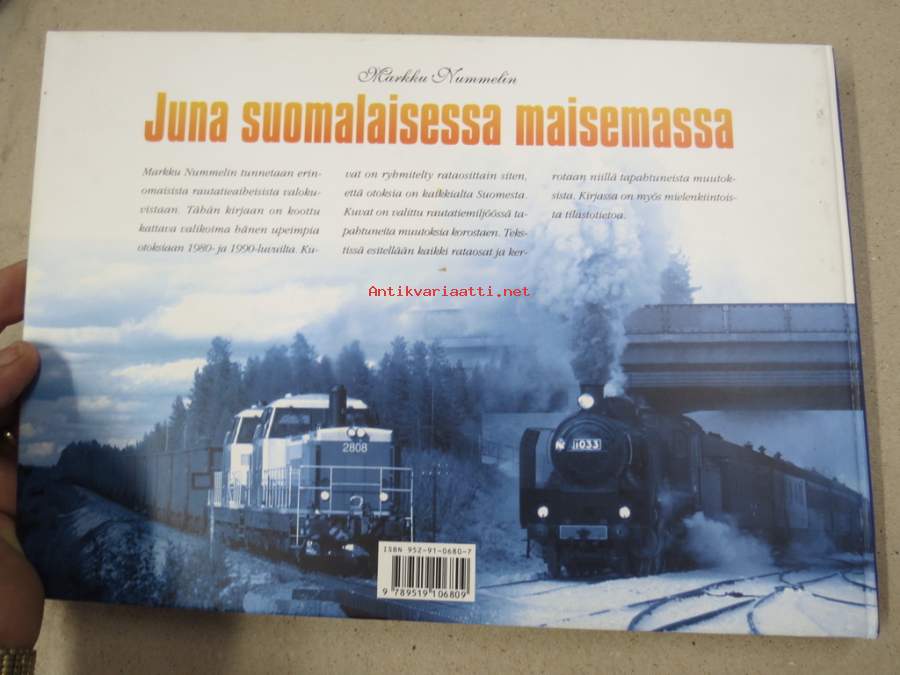 Markku Nummelin
Juna suomalaisessa maisemassa
Markku Nummelin tunnetaan erin-
omaisista rautatieaiheisista valoku-
vistaan. Tähän kirjaan on koottu
kattava valikoima hänen upeimpia
otoksiaan 1980- ja 1990-luvuilta. Ku-
vat on ryhmitelty rataosittain siten,
että otoksia on kaikkialta Suomesta.
Kuvat on valittu rautatiemiljöössä ta-
pahtuneita muutoksia korostaen. Teks-
tissä esitellään kaikki rataosat ja ker-
rotaan niillä tapahtuneista muutok-
sista. Kirjassa on myös mielenkiintois-
ta tilastotietoa.
Antikvariaatti.net
2808
1033
ISBN 952-91-0680-7
9 789519 106809